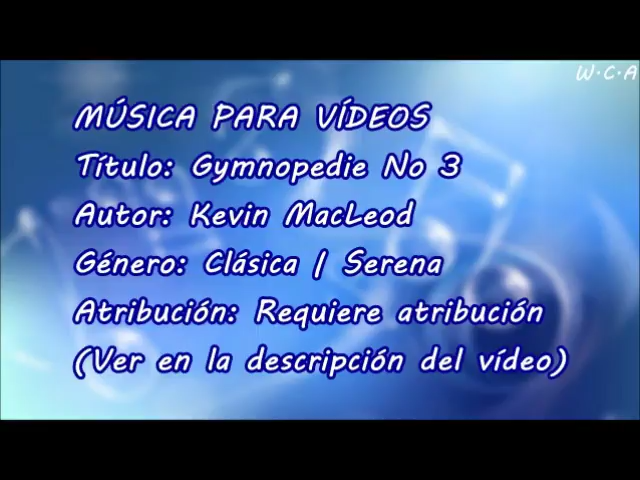 W.C.A
MÚSICA PARA VÍDEOS
Título: Gymnopedie No 3
Autor: Kevin MacLeod
Género: Clásica | Serena
Atribución: Requiere atribución
(Ver en la descripción del vídeo)